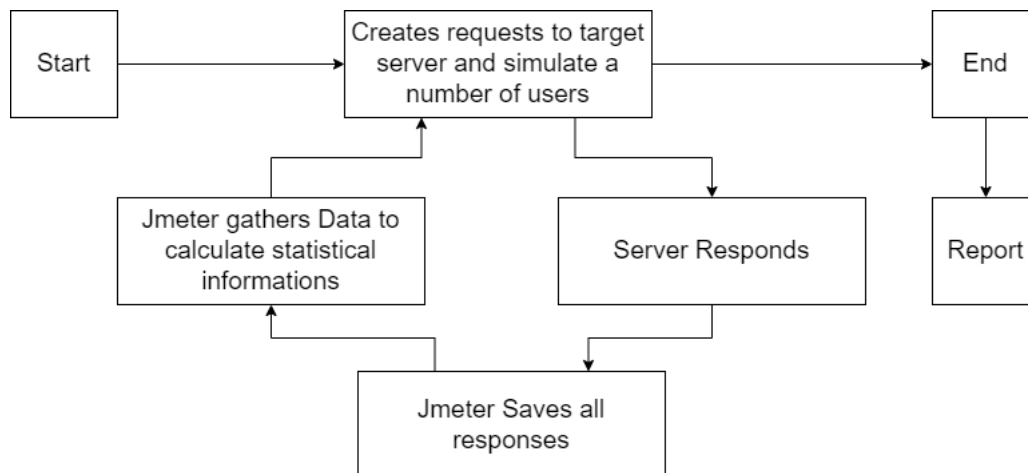 Start
Creates requests to target
server and simulate a
number of users
End
Jmeter gathers Data to
calculate statistical
informations
Server Responds
Report
Jmeter Saves all
responses